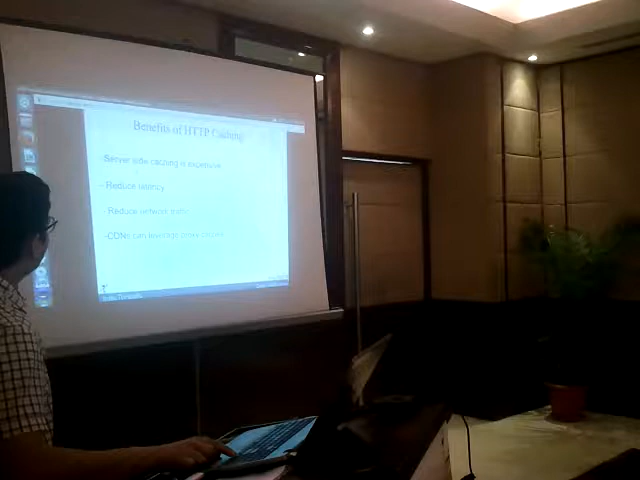 Benefits of HTTP Caching
-Server side caching is expensive
- Reduce latency
- Reduce network traffic
-CDNs can leverage proxy caches